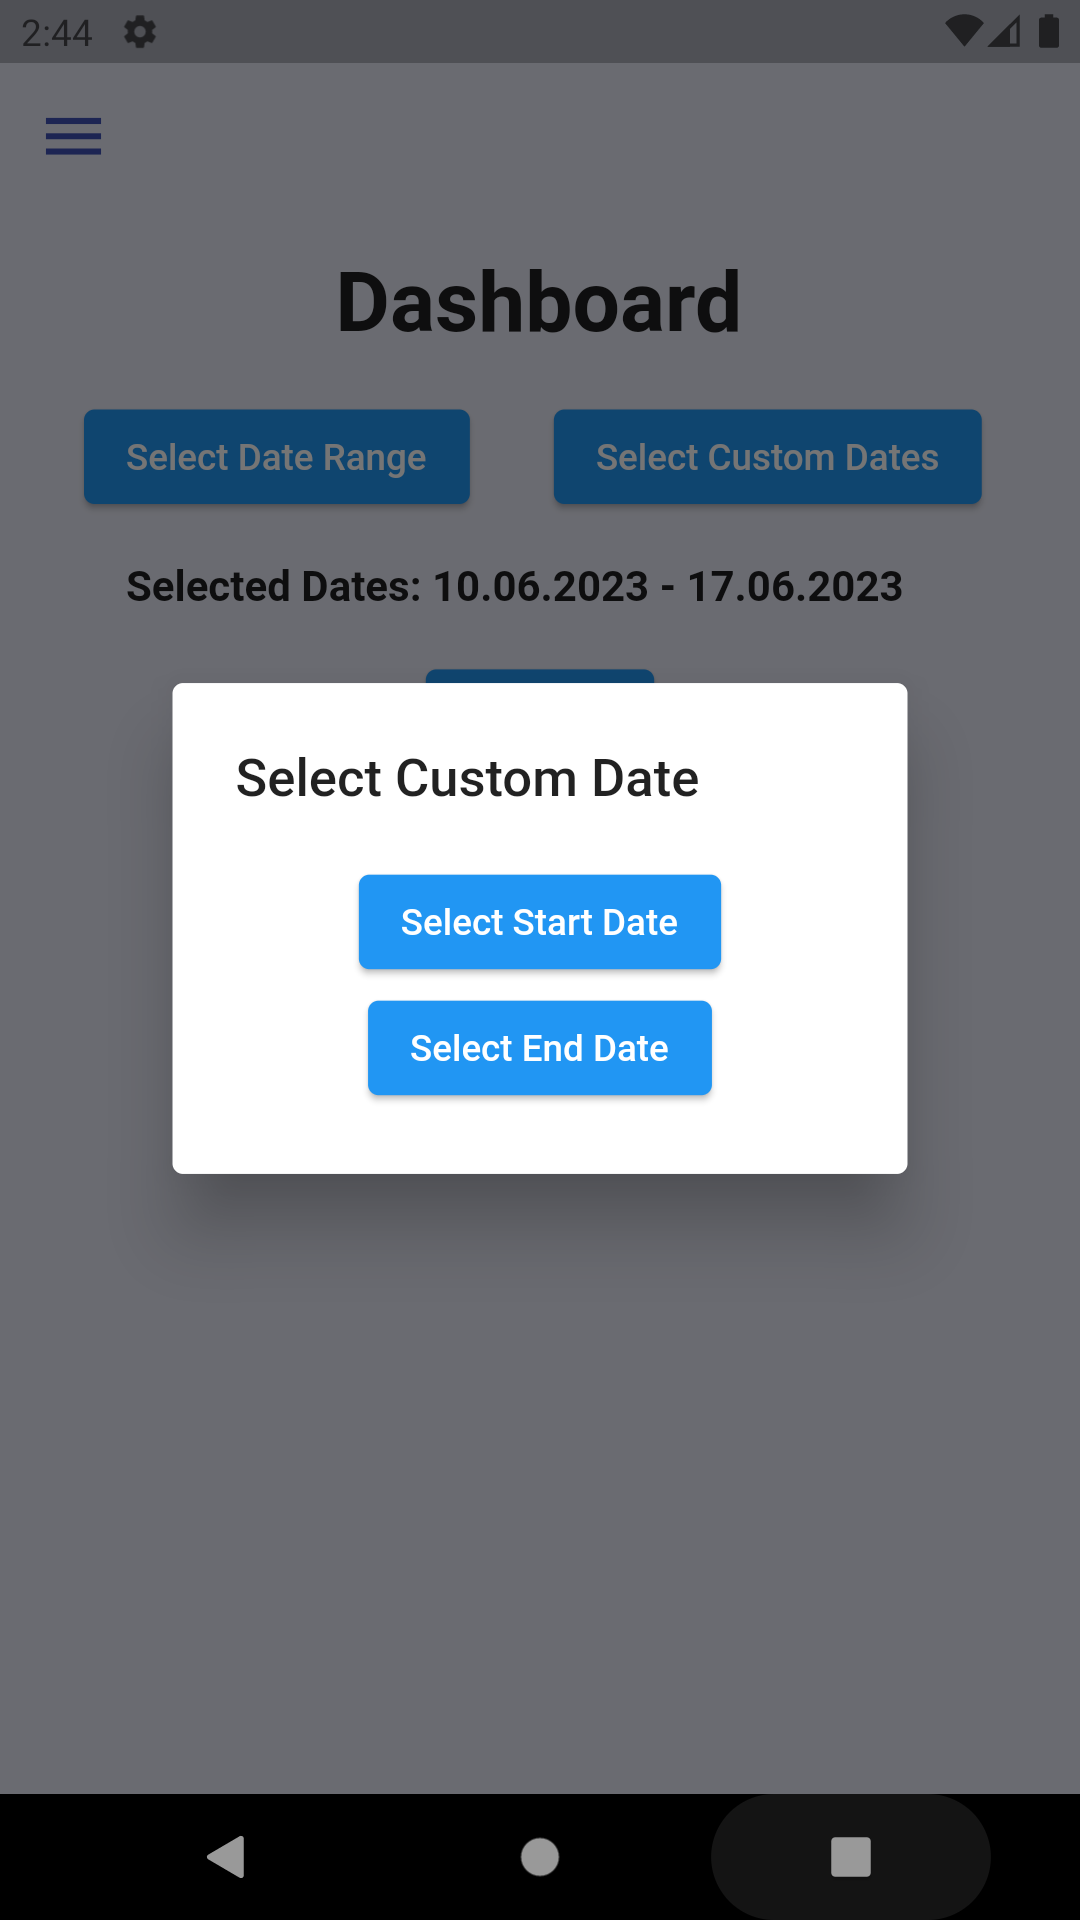 2:44
Dashboard
Select Date Range
Select Custom Dates
Selected Dates: 10.06.2023 - 17.06.2023
Select Custom Date
Select Start Date
Select End Date